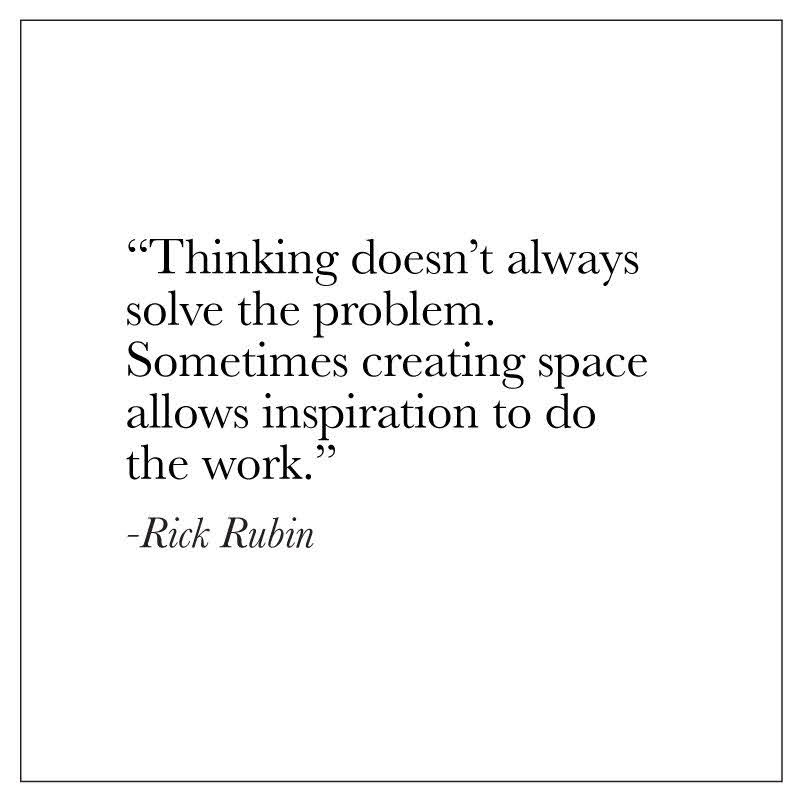 “Thinking doesn’t always
solve the problem.
Sometimes creating space
allows inspiration to do
the work.”
-Rick Rubin